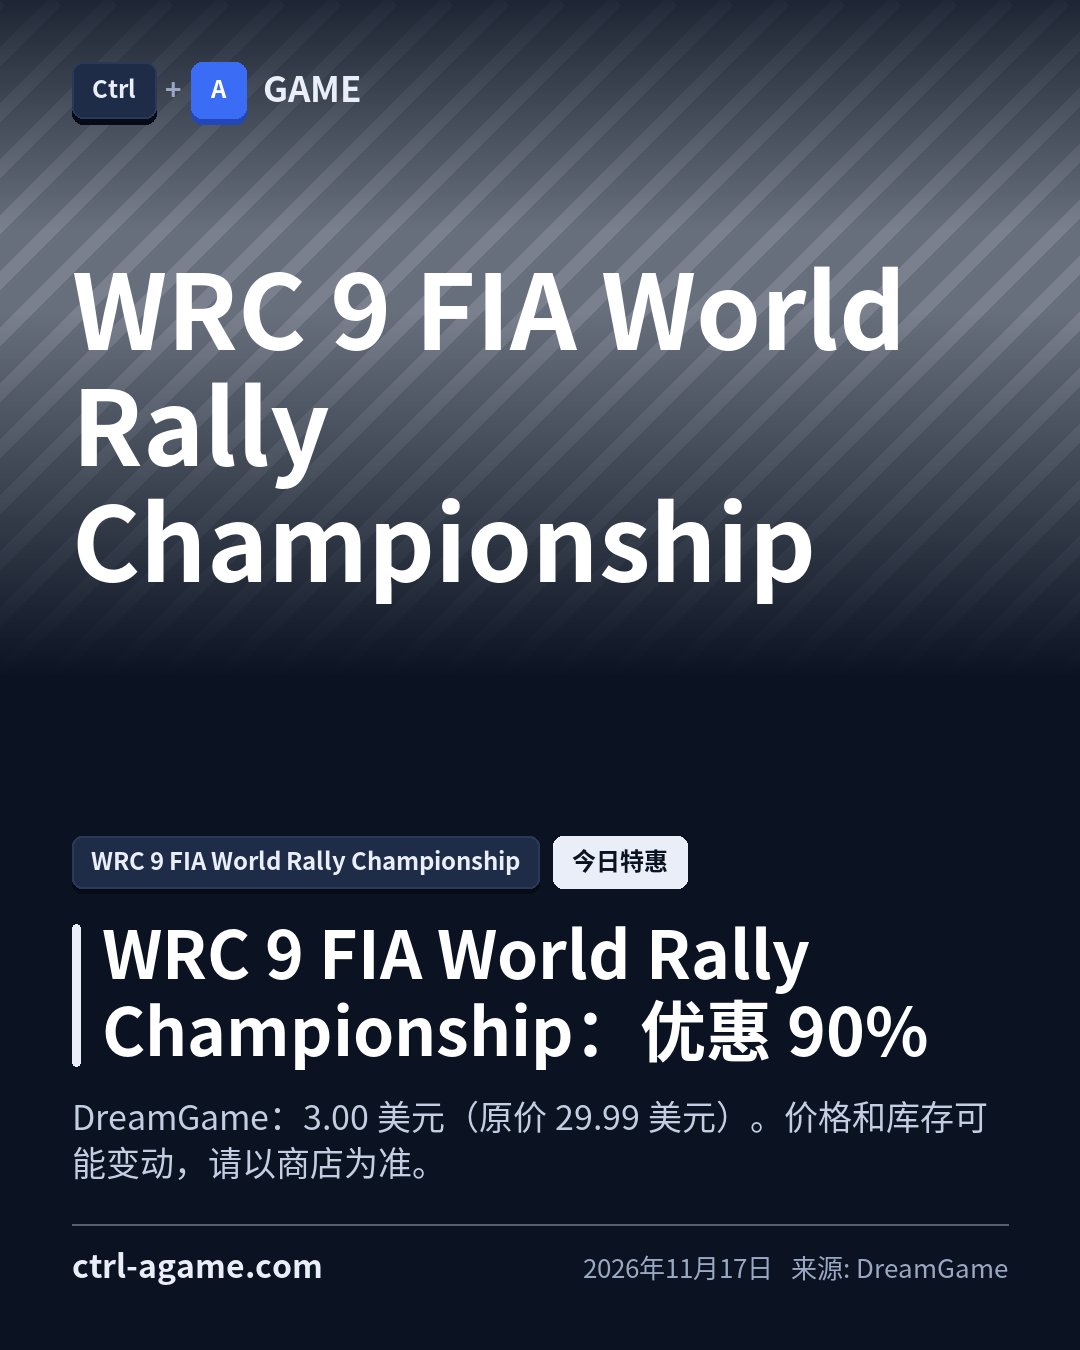 Ctrl + A GAME
WRC 9 FIA World
Rally
Championship
WRC 9 FIA World Rally Championship 今日特惠
WRC 9 FIA World Rally
Championship：优惠 90%
DreamGame：3.00 美元（原价 29.99 美元）。价格和库存可
能变动，请以商店为准。
ctrl-agame.com 2026年11月17日 来源: DreamGame